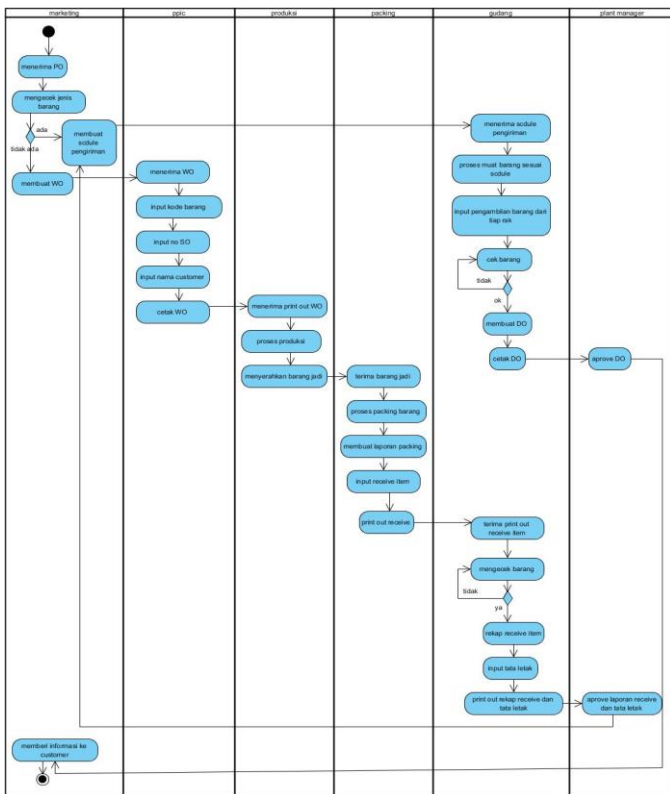 marketing
ppic
produksi
packing
gudang
plant manager
menerima PO
mengecek jenis
barang
ada
tidak ada
membuat
scdule
pengiriman
membuat WO
menerima WO
input kode barang
input no SO
input nama customer
cetak WO
menerima print out WO
proses produksi
menyerahkan barang jadi
terima barang jadi
proses packing barang
membuat laporan packing
input receive item
print out receive
menerima scdule
pengiriman
proses muat barang sesuai
scdule
input pengambilan barang dari
tiap rak
cek barang
tidak
ok
membuat DO
cetak DO
aprove DO
terima print out
receive item
mengecek barang
tidak
ya
rekap receive item
input tata letak
print out rekap receive dan
tata letak
aprove laporan receive
dan tata letak
memberi informasi ke
customer